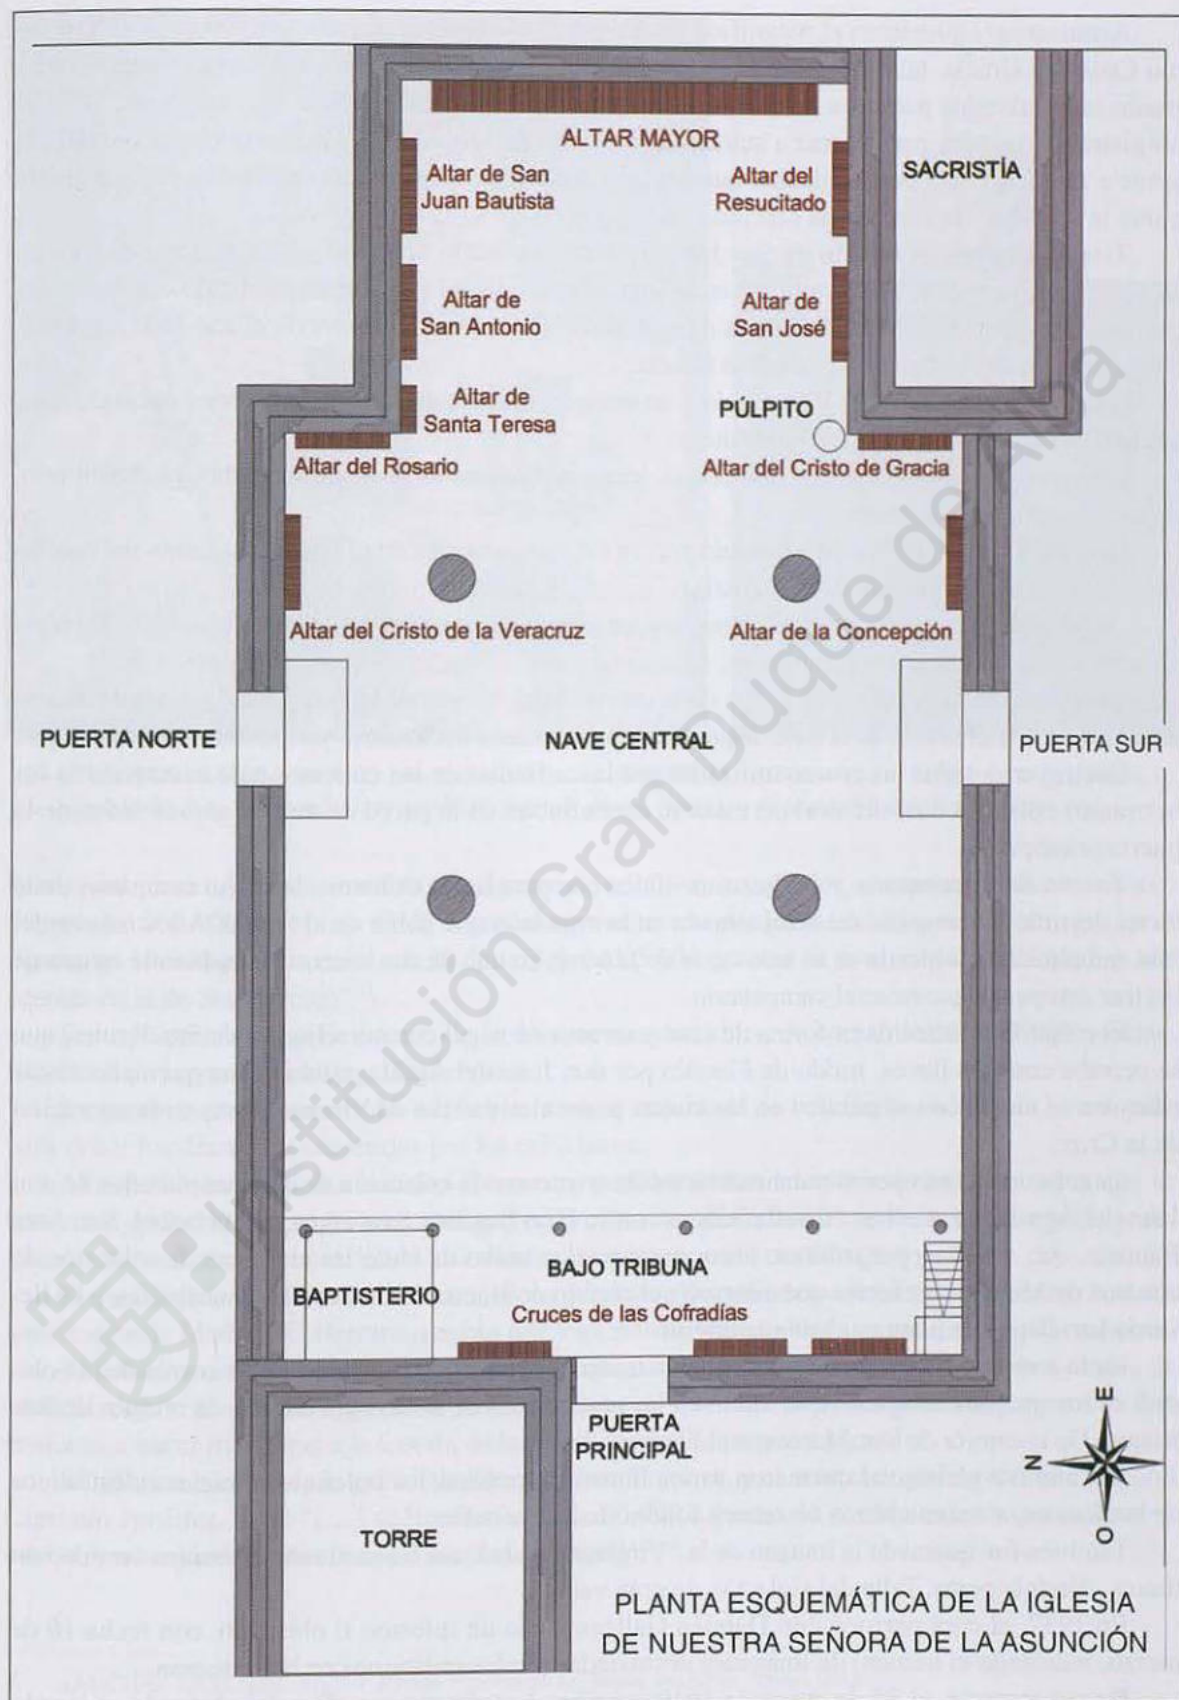 ALTAR MAYOR
SACRISTÍA
Altar de San
Juan Bautista
Altar del
Resucitado
Altar de
San Antonio
Altar de
San José
Altar de
Santa Teresa
PÚLPITO
Altar del Rosario
Altar del Cristo de Gracia
Altar del Cristo de la Veracruz
Altar de la Concepción
PUERTA NORTE
NAVE CENTRAL
PUERTA SUR
BAJO TRIBUNA
BAPTISTERIO
Cruces de las Cofradías
PUERTA
PRINCIPAL
TORRE
E
N
S
O
PLANTA ESQUEMÁTICA DE LA IGLESIA
DE NUESTRA SEÑORA DE LA ASUNCIÓN
Institución Gran Duque de Alba